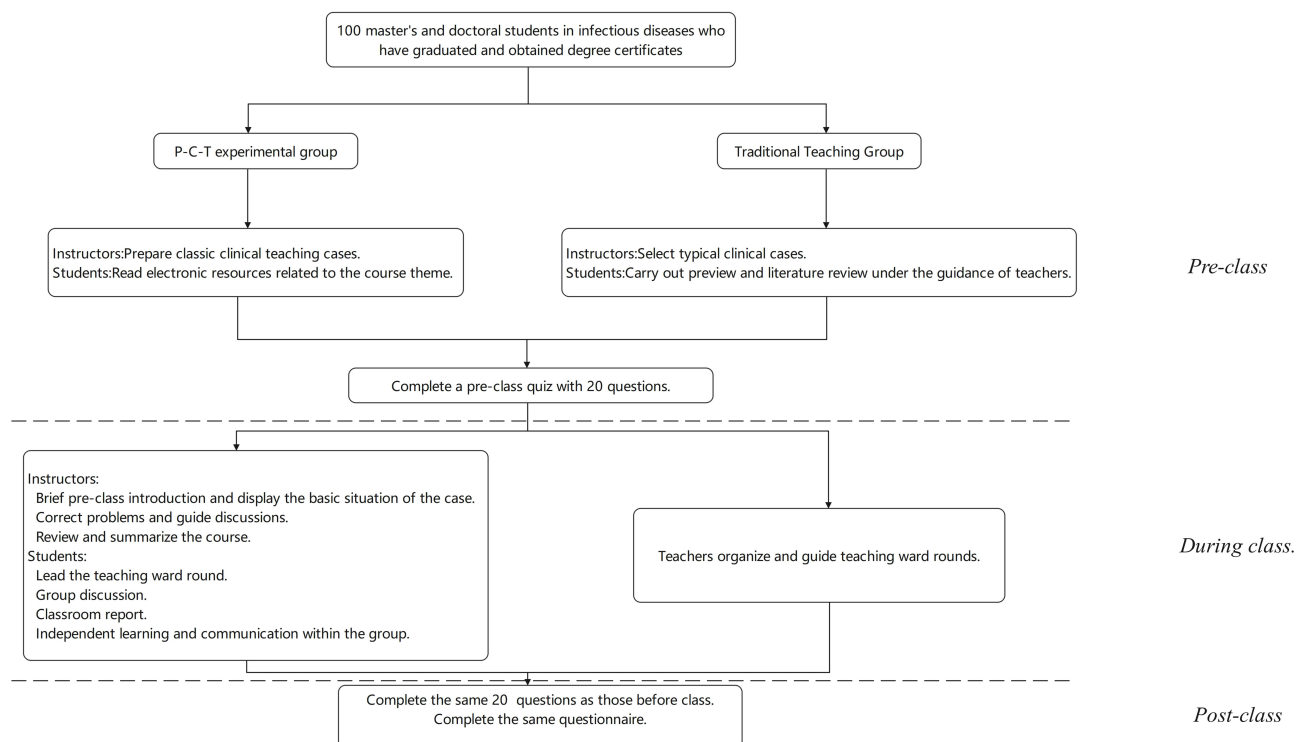 100 master's and doctoral students in infectious diseases who
have graduated and obtained degree certificates
P-C-T experimental group
Traditional Teaching Group
Instructors:Prepare classic clinical teaching cases.
Students:Read electronic resources related to the course theme.
Instructors:Select typical clinical cases.
Students:Carry out preview and literature review under the guidance of teachers.
Pre-class
Complete a pre-class quiz with 20 questions.
Instructors:
Brief pre-class introduction and display the basic situation of the case.
Correct problems and guide discussions.
Review and summarize the course.
Students:
Lead the teaching ward round.
Group discussion.
Classroom report.
Independent learning and communication within the group.
Teachers organize and guide teaching ward rounds.
During class.
Complete the same 20 questions as those before class.
Complete the same questionnaire.
Post-class